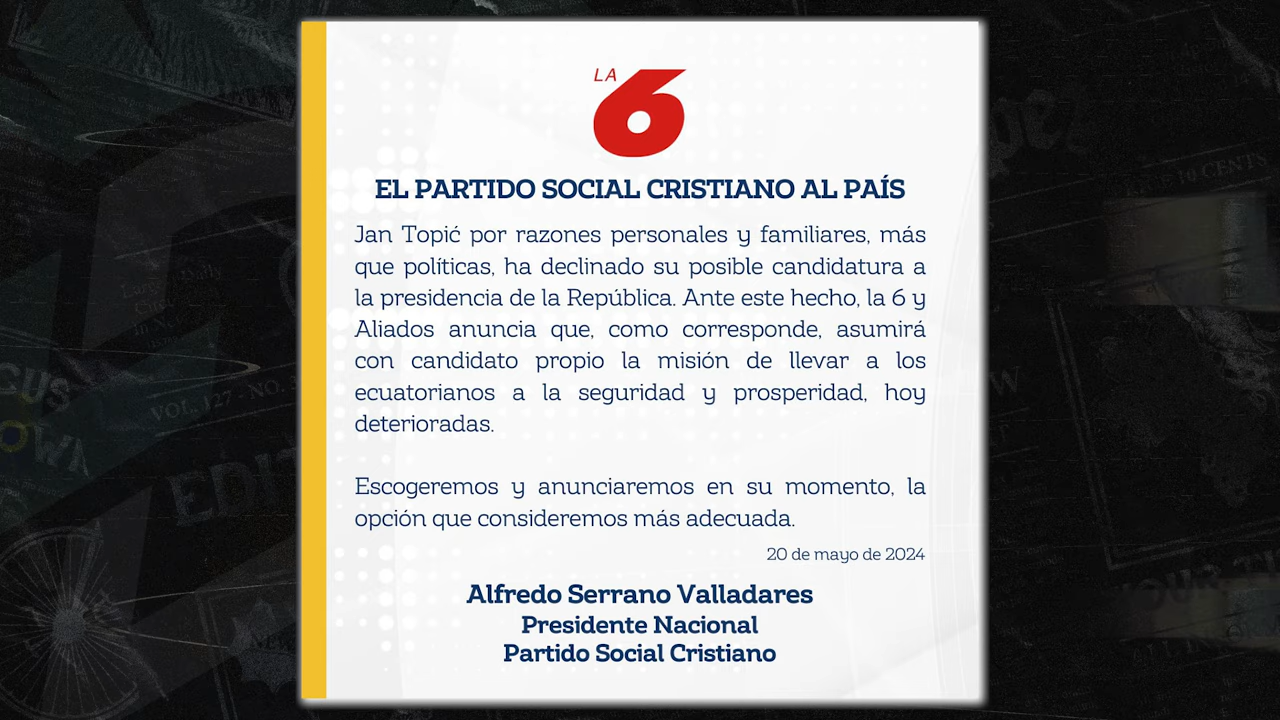 LA
6
EL PARTIDO SOCIAL CRISTIANO AL PAÍS
Jan Topić por razones personales y familiares, más
que políticas, ha declinado su posible candidatura a
la presidencia de la República. Ante este hecho, la 6 y
Aliados anuncia que, como corresponde, asumirá
con candidato propio la misión de llevar a los
ecuatorianos a la seguridad y prosperidad, hoy
deterioradas.
Escogeremos y anunciaremos en su momento, la
opción que consideremos más adecuada.
20 de mayo de 2024
Alfredo Serrano Valladares
Presidente Nacional
Partido Social Cristiano